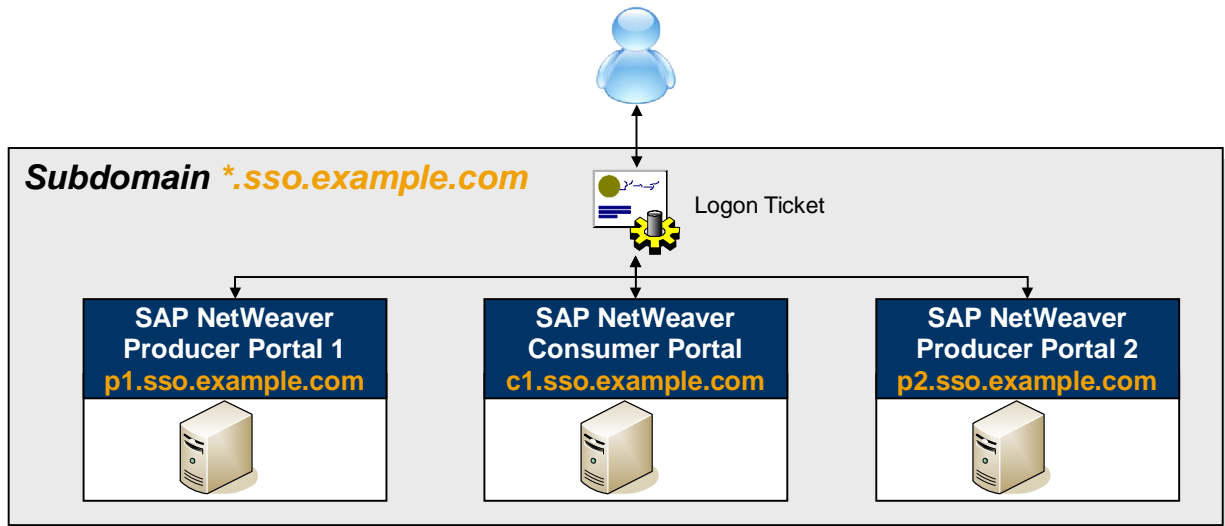 Subdomain *.sso.example.com
Logon Ticket
SAP NetWeaver
Producer Portal 1
p1.sso.example.com
SAP NetWeaver
Consumer Portal
c1.sso.example.com
SAP NetWeaver
Producer Portal 2
p2.sso.example.com